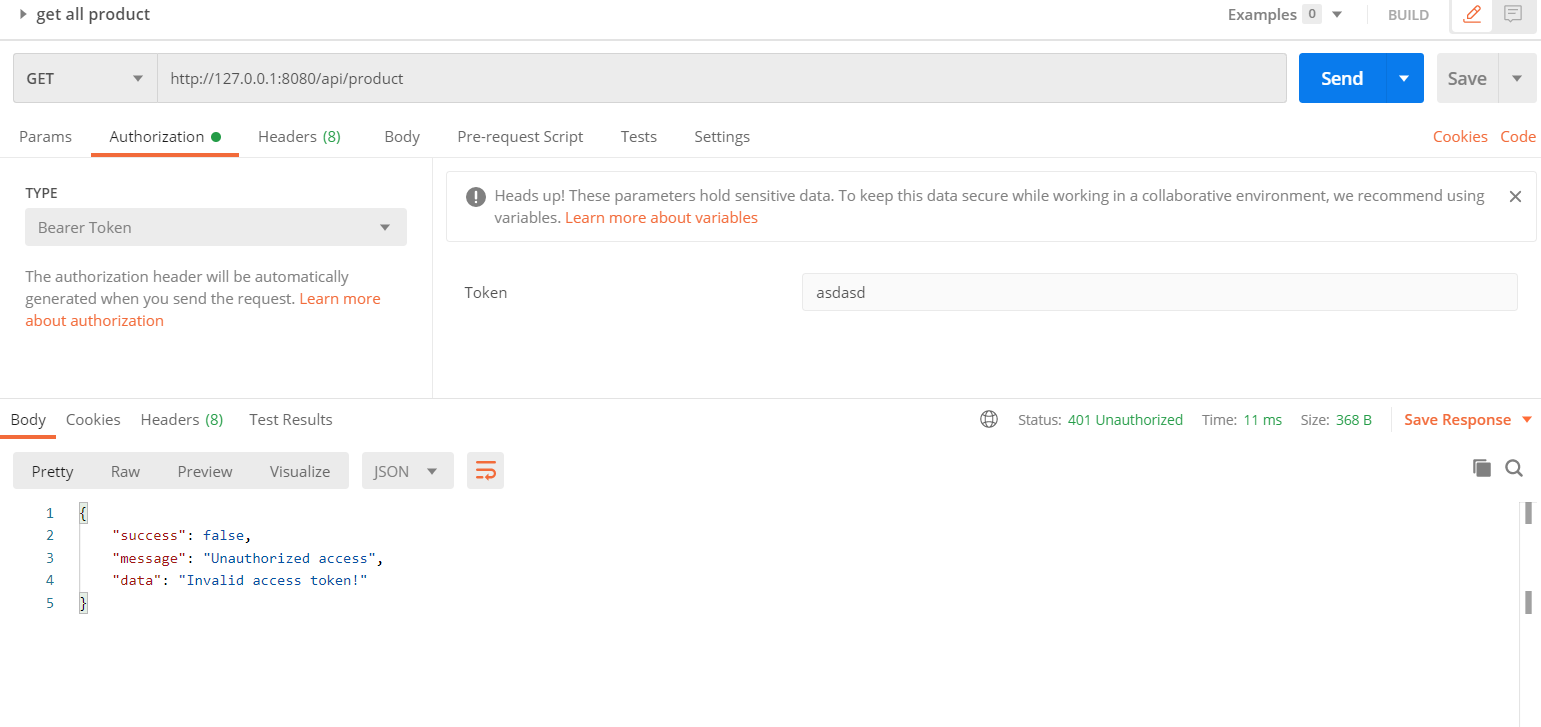 get all product
Examples 0
BUILD
GET
http://127.0.0.1:8080/api/product
Send
Save
Params
Authorization
Headers (8)
Body
Pre-request Script
Tests
Settings
Cookies
Code
TYPE
Bearer Token
The authorization header will be automatically
generated when you send the request. Learn more
about authorization
Heads up! These parameters hold sensitive data. To keep this data secure while working in a collaborative environment, we recommend using
variables. Learn more about variables
Token
asdasd
Body
Cookies
Headers (8)
Test Results
Status: 401 Unauthorized
Time: 11 ms
Size: 368 B
Save Response
Pretty
Raw
Preview
Visualize
JSON
1 {
2 "success": false,
3 "message": "Unauthorized access",
4 "data": "Invalid access token!"
5 }